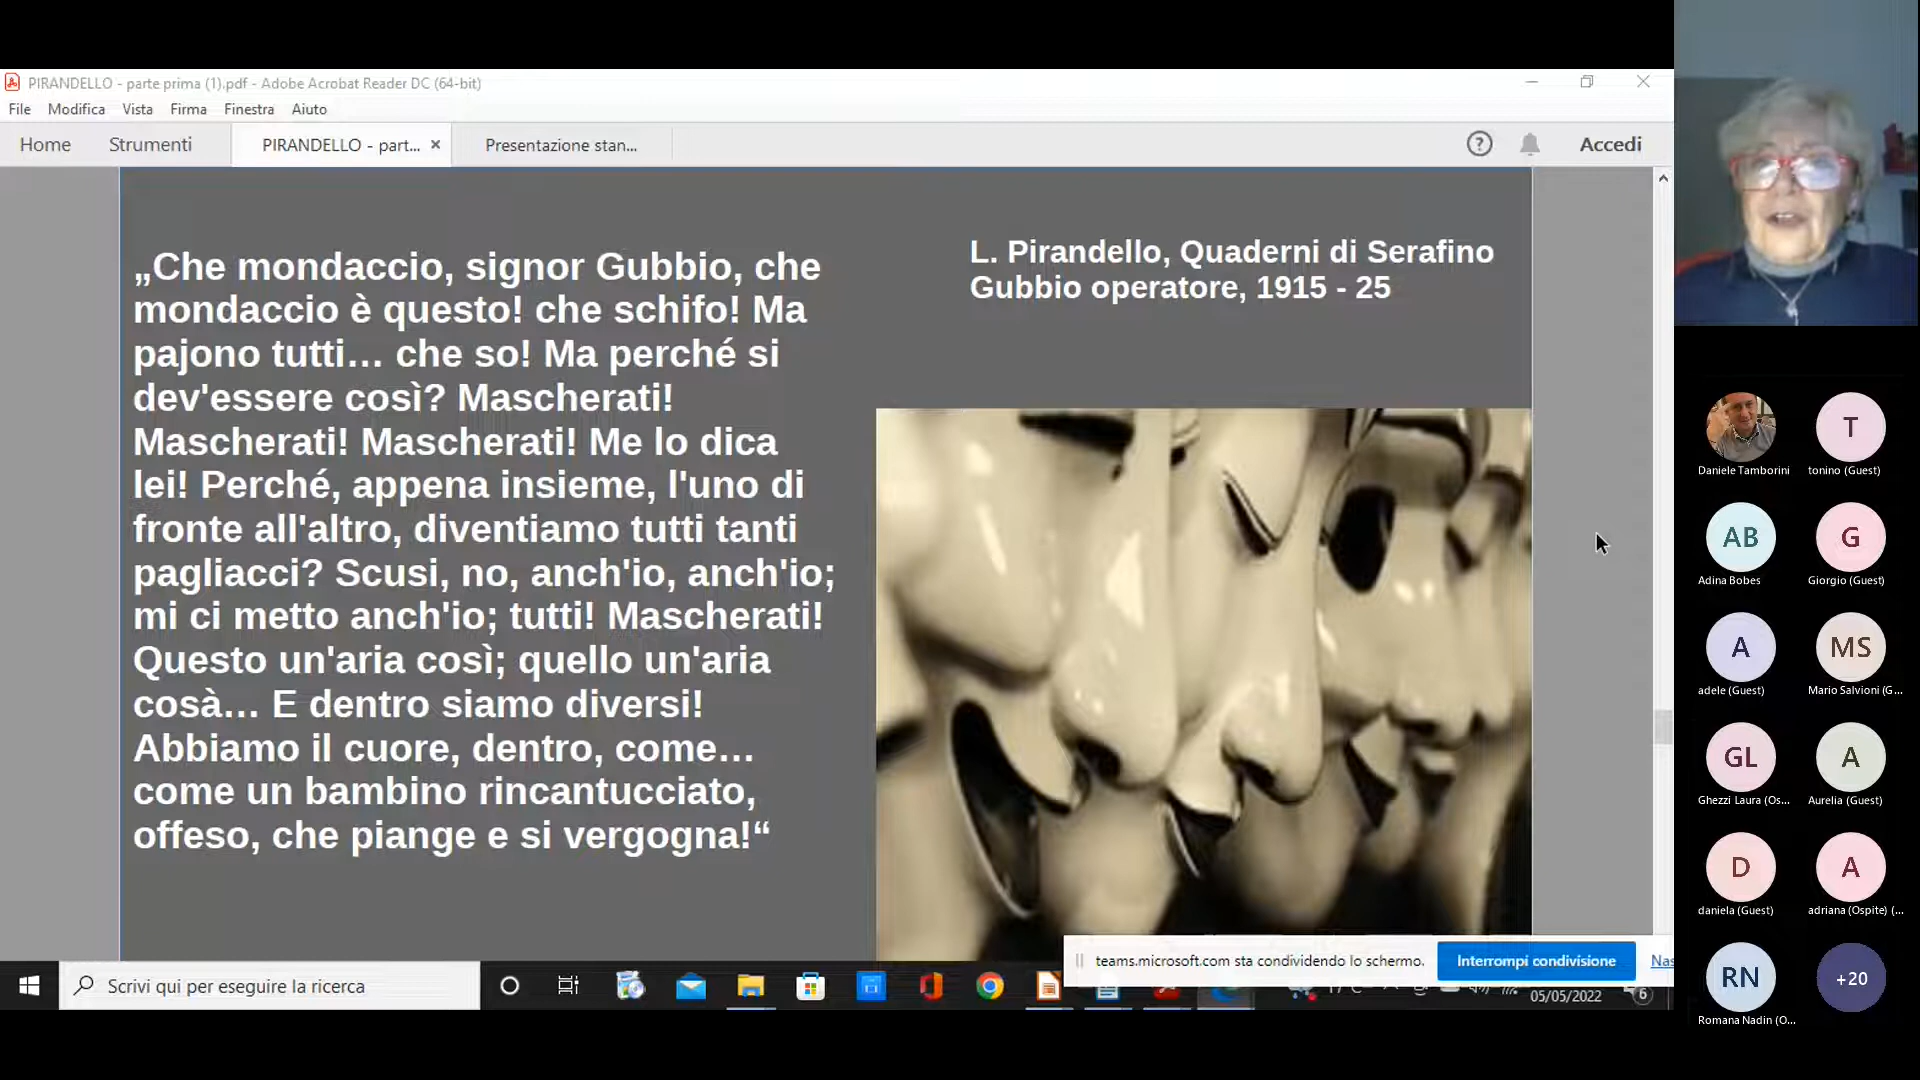 PIRANDELLO - parte prima (1).pdf - Adobe Acrobat Reader DC (64-bit)
File Modifica Vista Firma Finestra Aiuto
Home Strumenti PIRANDELLO - part... Presentazione stan... Accedi
„Che mondaccio, signor Gubbio, che
mondaccio è questo! che schifo! Ma
pajono tutti… che so! Ma perché si
dev'essere così? Mascherati!
Mascherati! Mascherati! Me lo dica
lei! Perché, appena insieme, l'uno di
fronte all'altro, diventiamo tutti tanti
pagliacci? Scusi, no, anch'io, anch'io;
mi ci metto anch'io; tutti! Mascherati!
Questo un'aria così; quello un'aria
cosà… E dentro siamo diversi!
Abbiamo il cuore, dentro, come…
come un bambino rincantucciato,
offeso, che piange e si vergogna!“
L. Pirandello, Quaderni di Serafino
Gubbio operatore, 1915 - 25
teams.microsoft.com sta condividendo lo schermo. Interrompi condivisione Nas
Scrivi qui per eseguire la ricerca
05/05/2022 6
Daniele Tamborini
T
tonino (Guest)
AB
Adina Bobes
G
Giorgio (Guest)
A
adele (Guest)
MS
Mario Salvioni (G...
GL
Ghezzi Laura (Os...
A
Aurelia (Guest)
D
daniela (Guest)
A
adriana (Ospite) (...
RN
Romana Nadin (O...
+20